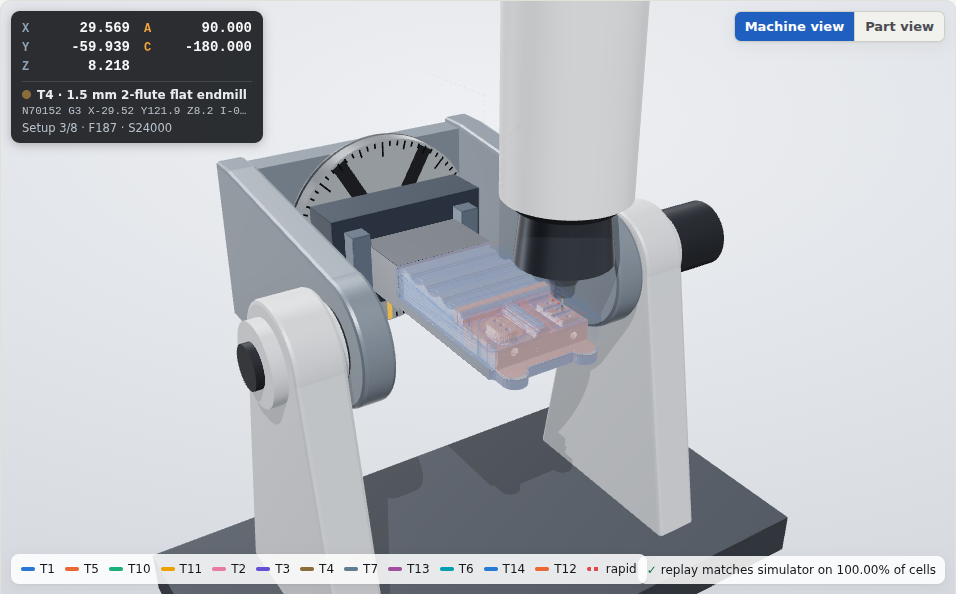 X 29.569 A 90.000
Y -59.939 C -180.000
Z 8.218
T4 · 1.5 mm 2-flute flat endmill
N70152 G3 X-29.52 Y121.9 Z8.2 I-0…
Setup 3/8 · F187 · S24000
Machine view Part view
T1 T5 T10 T11 T2 T3 T4 T7 T13 T6 T14 T12 rapid
✓ replay matches simulator on 100.00% of cells